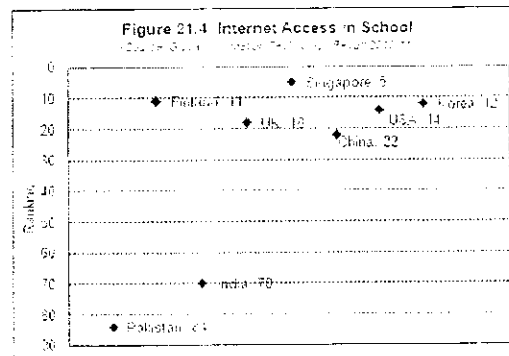 Figure 21.4 Internet Access in School
0
10
20
30
40
50
60
70
80
90
Ranking
Singapore, 5
Finland, 11
Korea, 12
USA, 14
UK, 18
China, 22
India, 70
Pakistan,